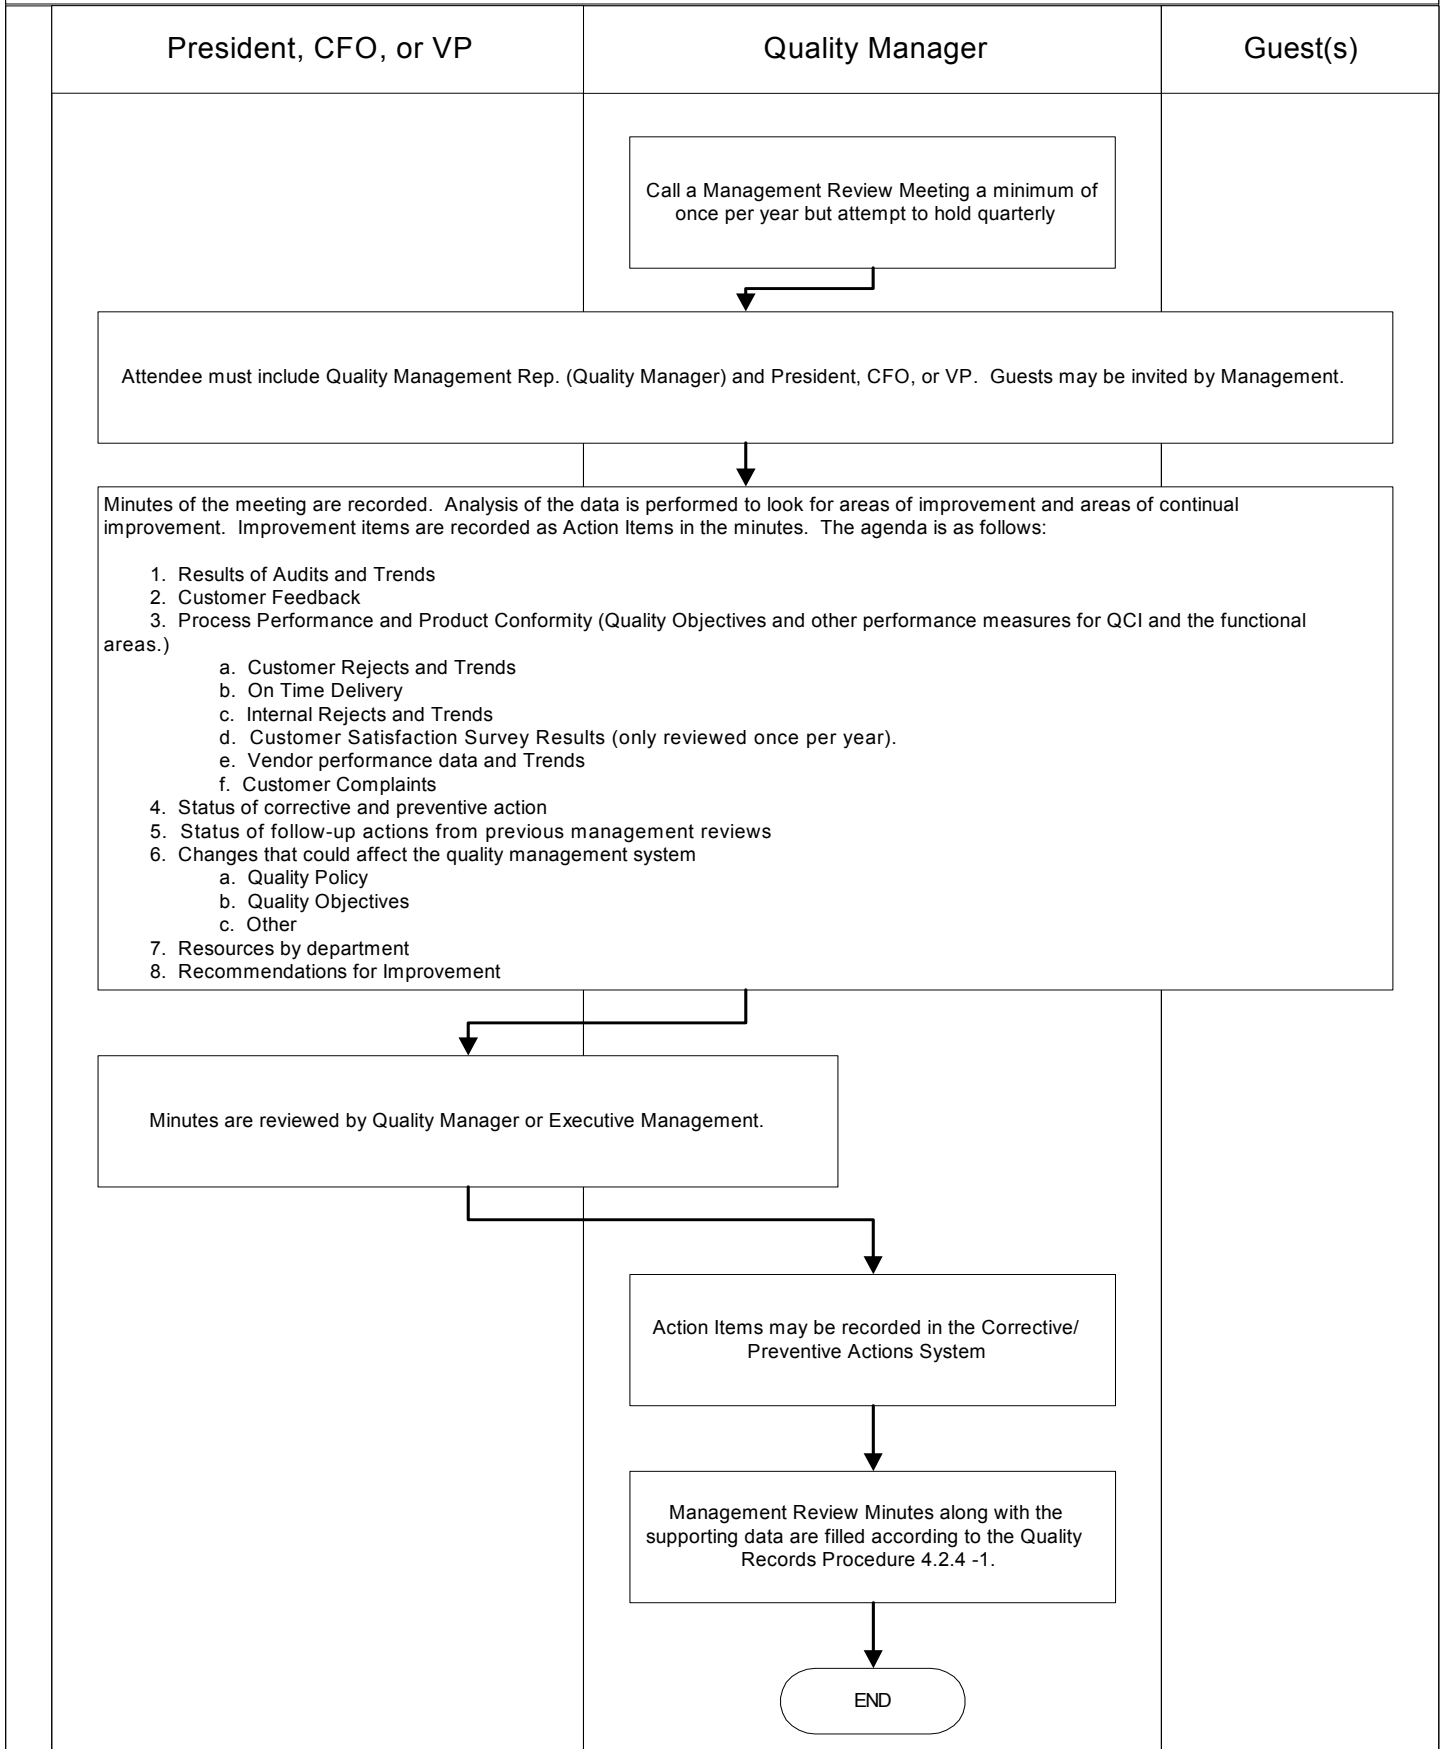 President, CFO, or VP
Quality Manager
Guest(s)
Call a Management Review Meeting a minimum of
once per year but attempt to hold quarterly
Attendee must include Quality Management Rep. (Quality Manager) and President, CFO, or VP.  Guests may be invited by Management.
Minutes of the meeting are recorded.  Analysis of the data is performed to look for areas of improvement and areas of continual
improvement.  Improvement items are recorded as Action Items in the minutes.  The agenda is as follows:
1.  Results of Audits and Trends
2.  Customer Feedback
3.  Process Performance and Product Conformity (Quality Objectives and other performance measures for QCI and the functional
areas.)
a.  Customer Rejects and Trends
b.  On Time Delivery
c.  Internal Rejects and Trends
d.  Customer Satisfaction Survey Results (only reviewed once per year).
e.  Vendor performance data and Trends
f.  Customer Complaints
4.  Status of corrective and preventive action
5.  Status of follow-up actions from previous management reviews
6.  Changes that could affect the quality management system
a.  Quality Policy
b.  Quality Objectives
c.  Other
7.  Resources by department
8.  Recommendations for Improvement
Minutes are reviewed by Quality Manager or Executive Management.
Action Items may be recorded in the Corrective/
Preventive Actions System
Management Review Minutes along with the
supporting data are filled according to the Quality
Records Procedure 4.2.4 -1.
END